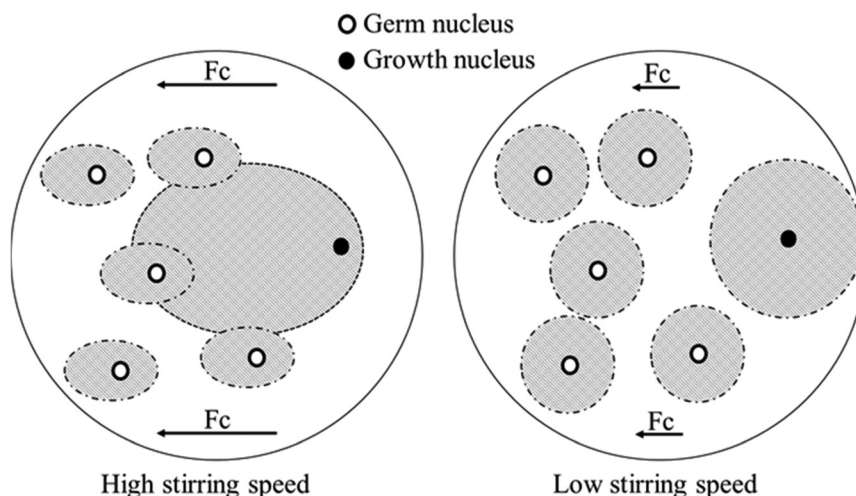 Germ nucleus
Growth nucleus
Fc
Fc
Fc
Fc
High stirring speed
Low stirring speed